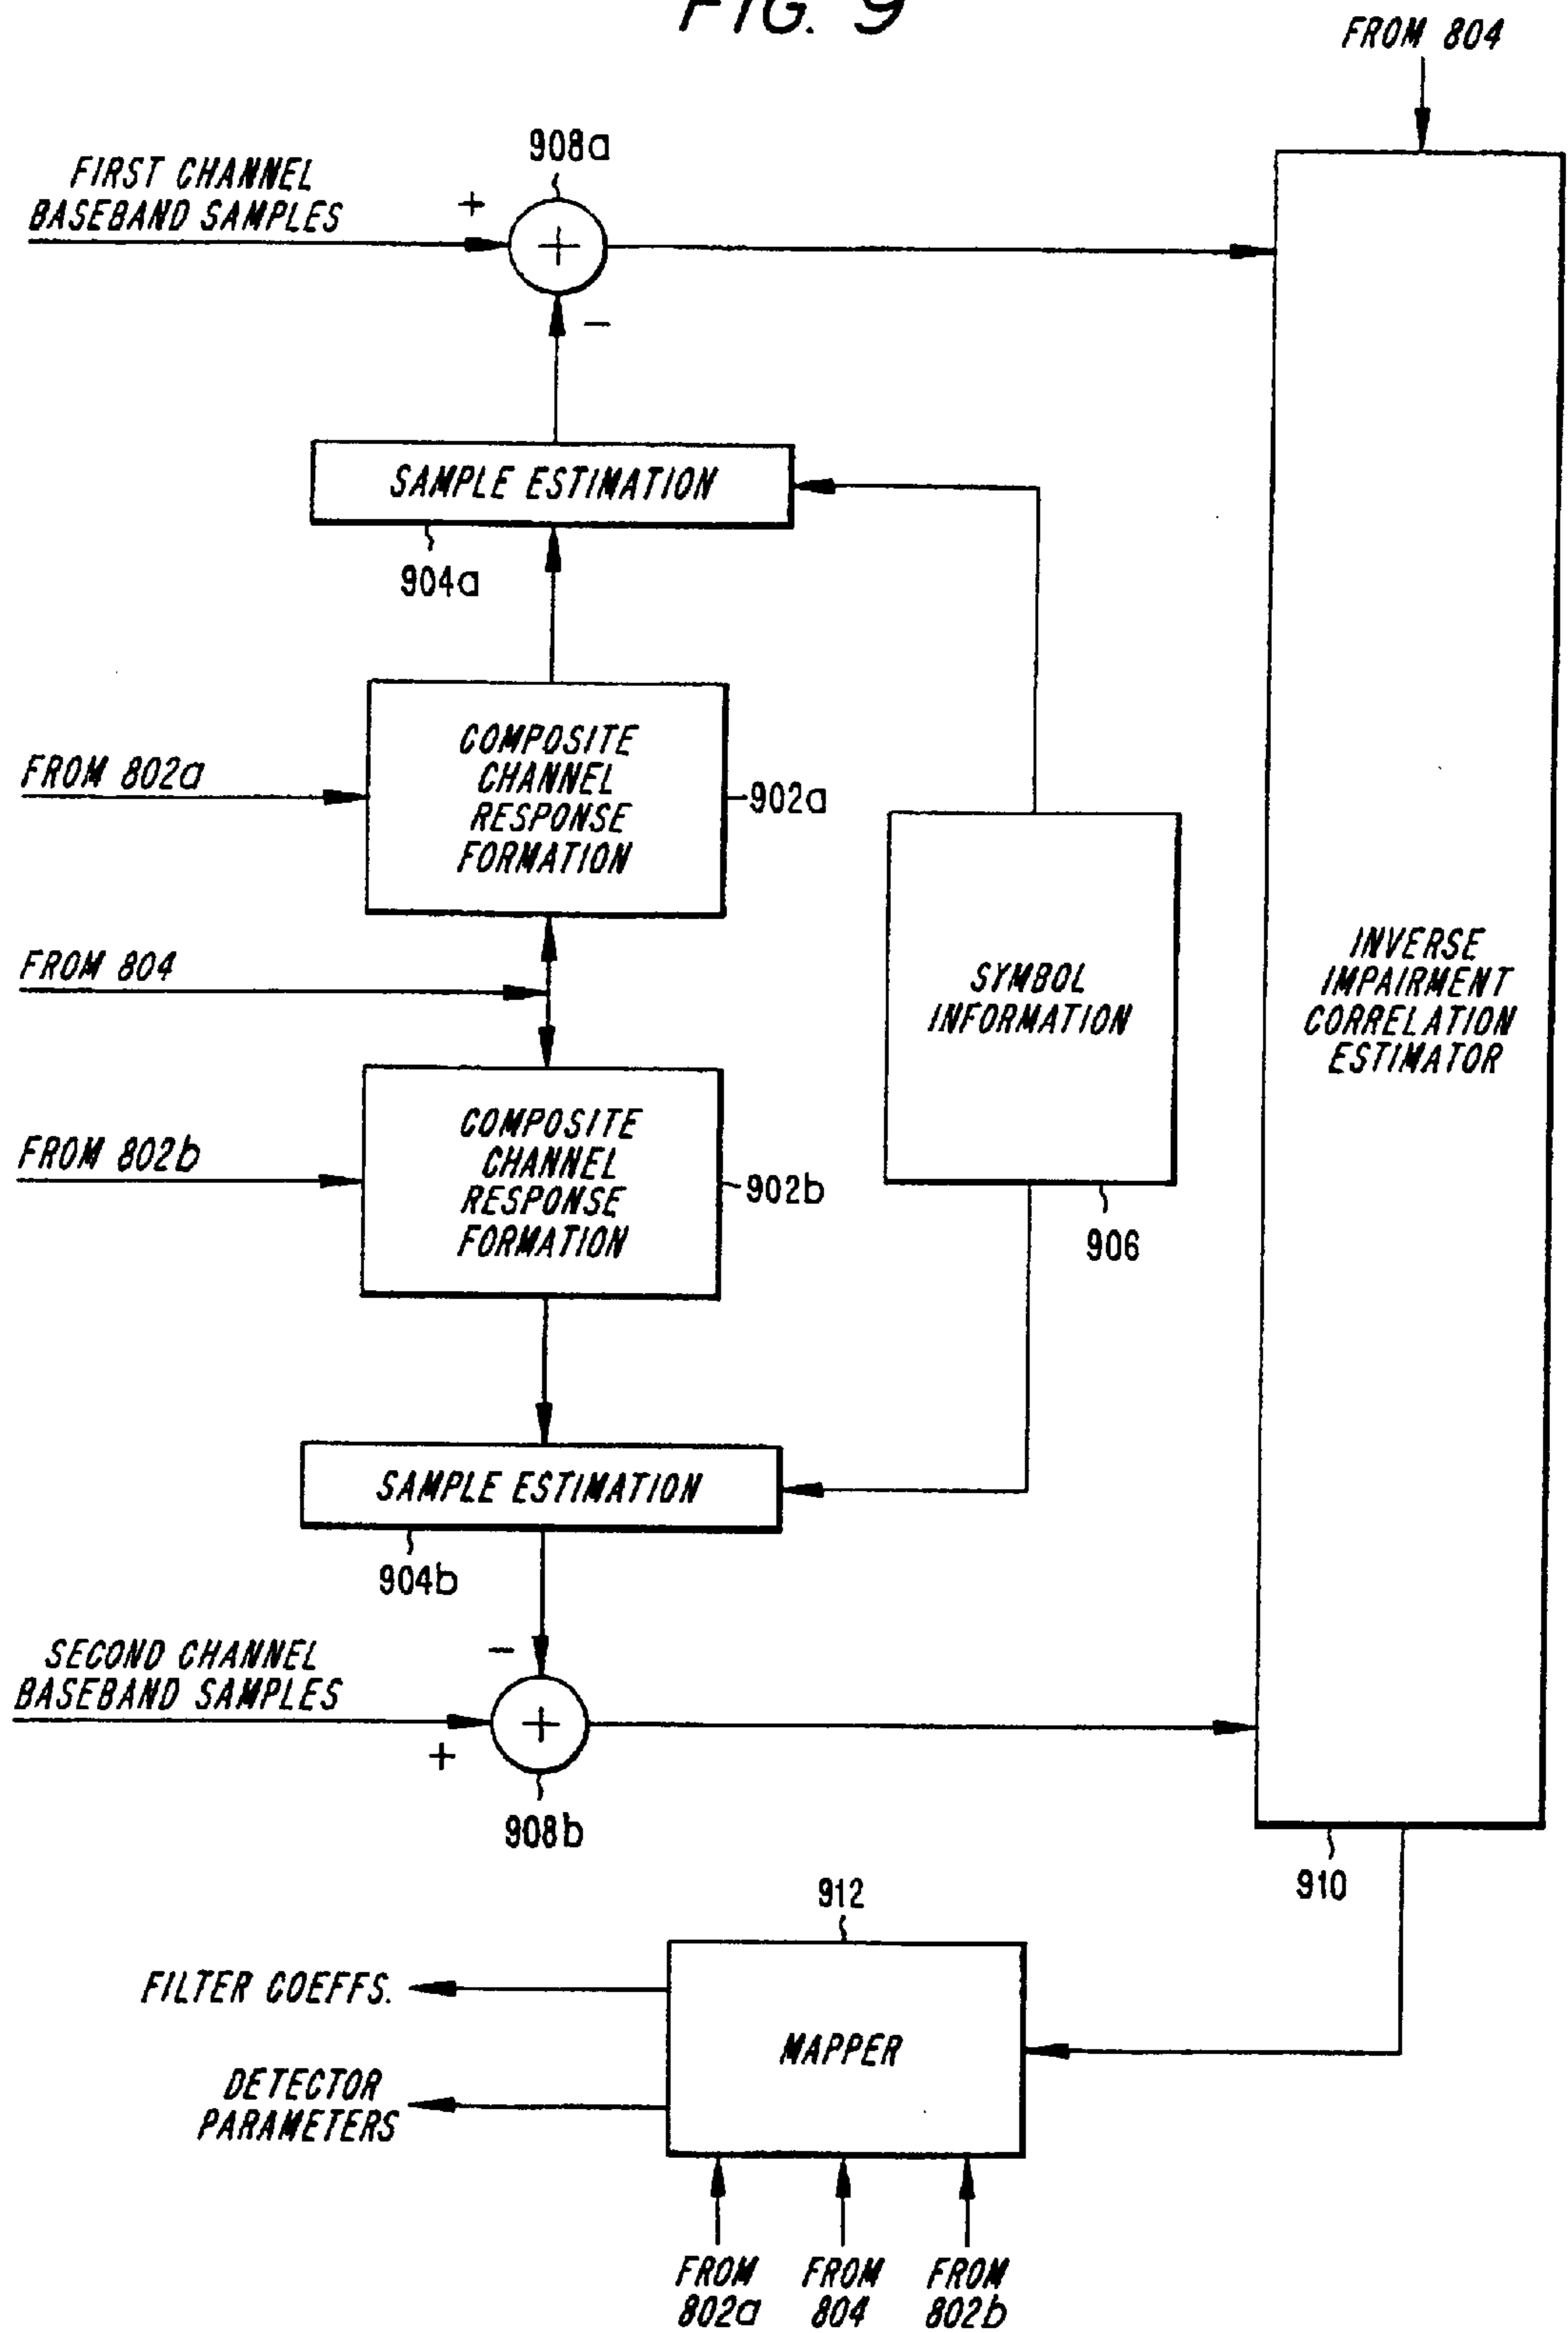 FIG. 9
FROM 804
908a
FIRST CHANNEL
BASEBAND SAMPLES
+
+
−
SAMPLE ESTIMATION
904a
COMPOSITE
CHANNEL
RESPONSE
FORMATION
FROM 802a
902a
FROM 804
SYMBOL
INFORMATION
INVERSE
IMPAIRMENT
CORRELATION
ESTIMATOR
COMPOSITE
CHANNEL
RESPONSE
FORMATION
FROM 802b
902b
906
SAMPLE ESTIMATION
904b
SECOND CHANNEL
BASEBAND SAMPLES
−
+
+
908b
910
912
FILTER COEFFS.
MAPPER
DETECTOR
PARAMETERS
FROM
802a
FROM
804
FROM
802b